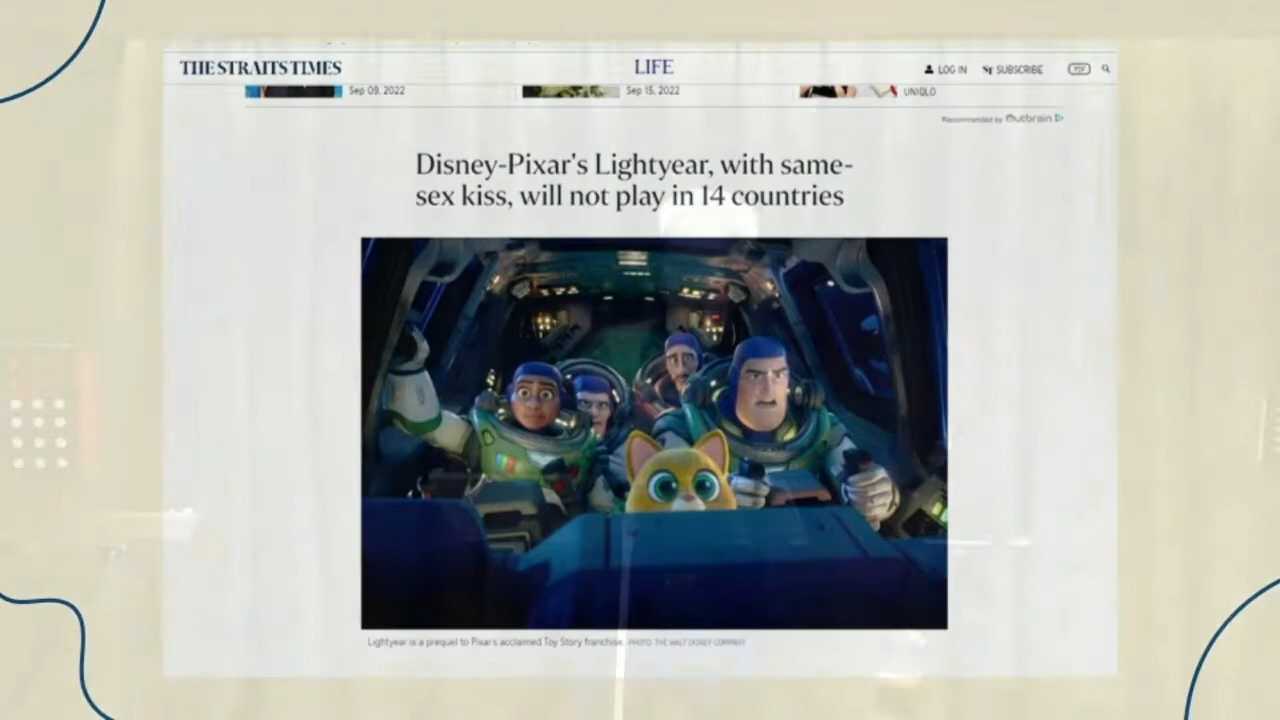 THE STRAITS TIMES LIFE LOG IN ST SUBSCRIBE PDF
Sep 09, 2022 Sep 15, 2022 UNIQLO
Recommended by Outbrain
Disney-Pixar's Lightyear, with same-
sex kiss, will not play in 14 countries
Lightyear is a prequel to Pixar's acclaimed Toy Story franchise. PHOTO: THE WALT DISNEY COMPANY